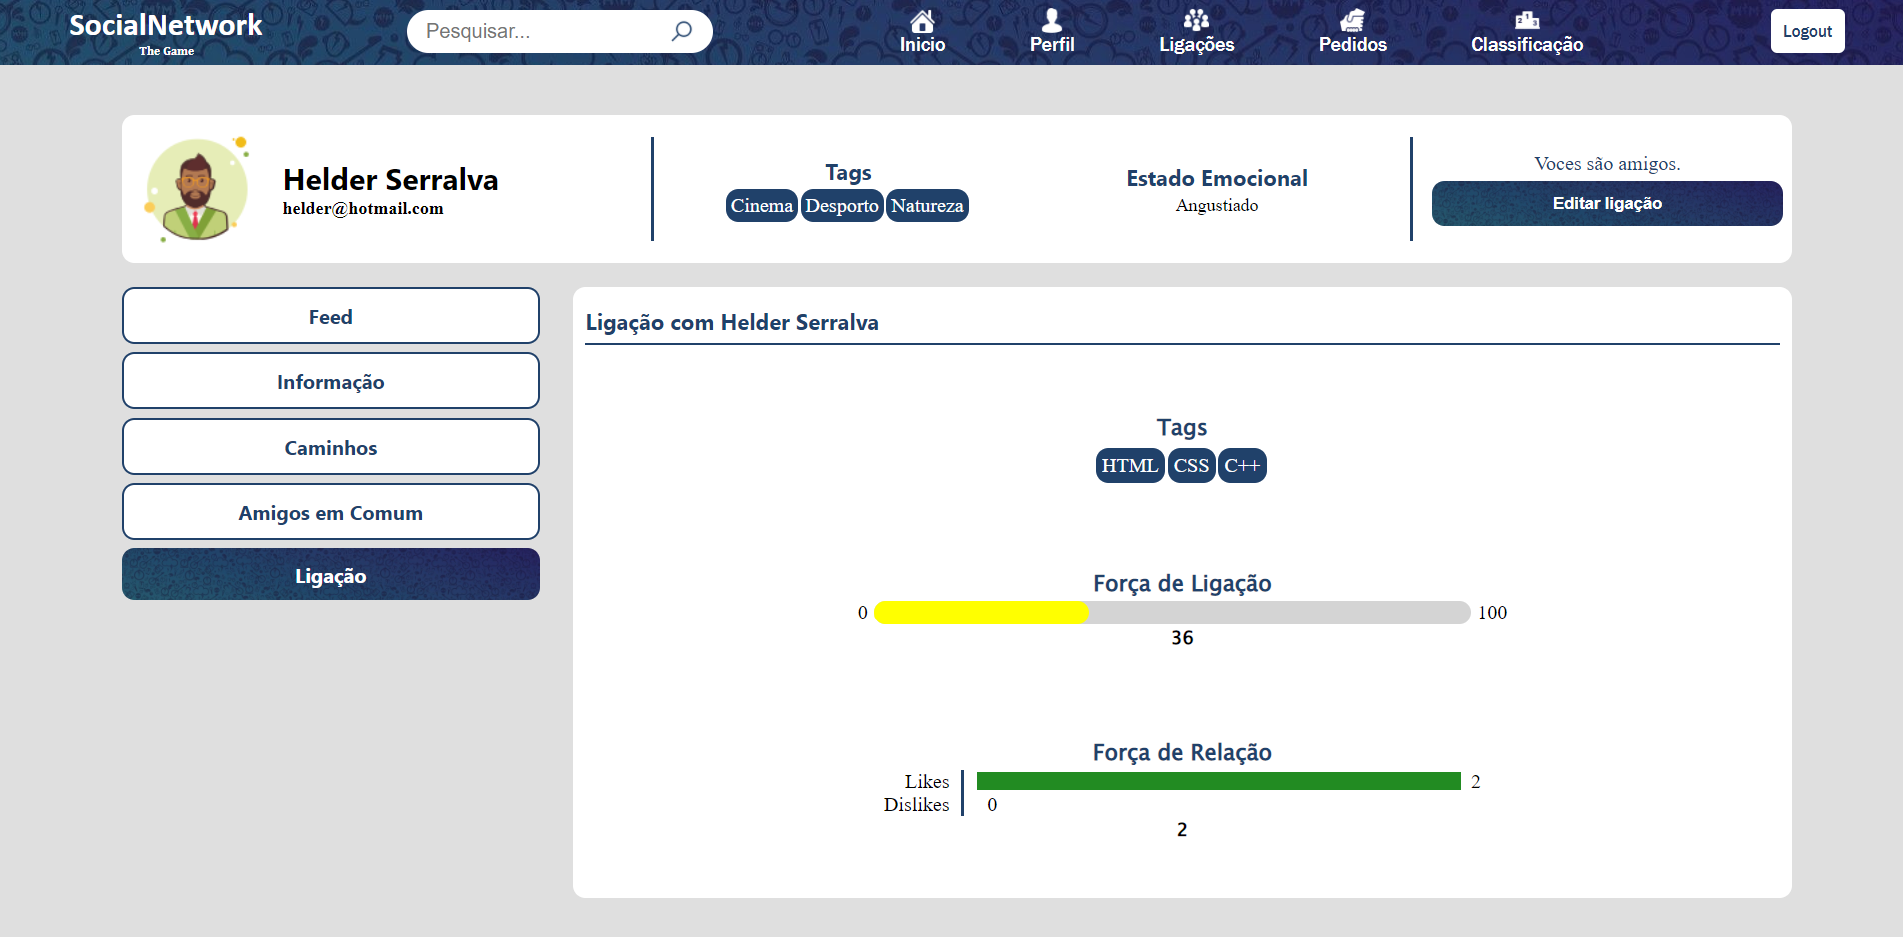 SocialNetwork
The Game
Pesquisar...
Inicio
Perfil
Ligações
Pedidos
Classificação
Logout
Helder Serralva
helder@hotmail.com
Tags
Cinema Desporto Natureza
Estado Emocional
Angustiado
Voces são amigos.
Editar ligação
Feed
Informação
Caminhos
Amigos em Comum
Ligação
Ligação com Helder Serralva
Tags
HTML CSS C++
Força de Ligação
0 100
36
Força de Relação
Likes 2
Dislikes 0
2